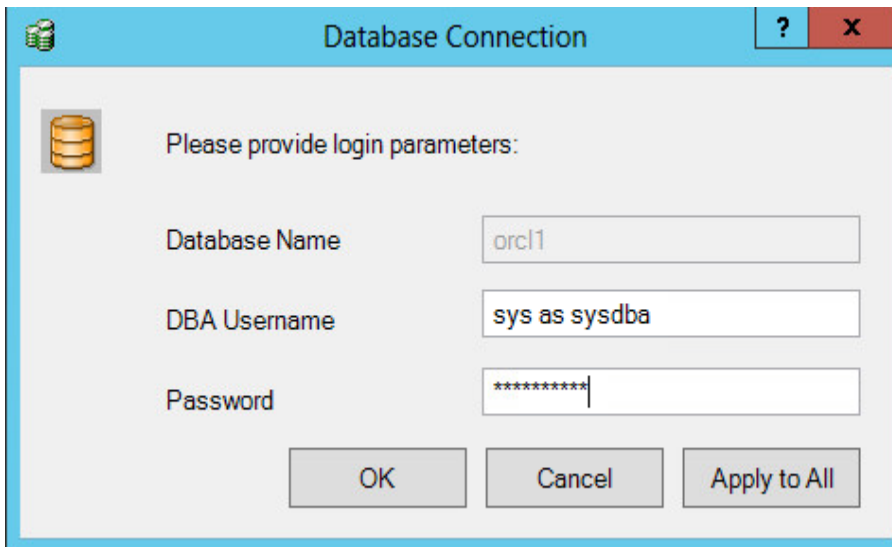 Database Connection ? x
Please provide login parameters:
Database Name orcl1
DBA Username sys as sysdba
Password **********
OK Cancel Apply to All